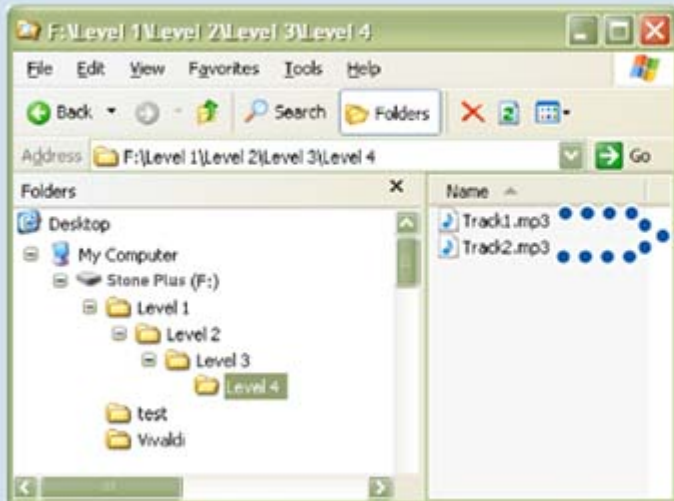 F:\Level 1\Level 2\Level 3\Level 4
File Edit View Favorites Tools Help
Back Search Folders
Address F:\Level 1\Level 2\Level 3\Level 4 Go
Folders x
Desktop
My Computer
Stone Plus (F:)
Level 1
Level 2
Level 3
Level 4
test
Vivaldi
Name
Track1.mp3
Track2.mp3